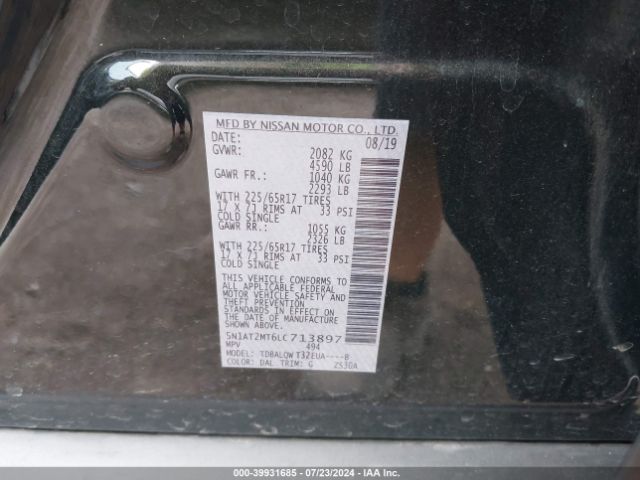 MFD BY NISSAN MOTOR CO., LTD.
DATE: 08/19
GVWR: 2082 KG
4590 LB
GAWR FR.: 1040 KG
2293 LB
WITH 225/65R17 TIRES
17 X 7J RIMS AT 33 PSI
COLD SINGLE
GAWR RR.: 1055 KG
2326 LB
WITH 225/65R17 TIRES
17 X 7J RIMS AT 33 PSI
COLD SINGLE
THIS VEHICLE CONFORMS TO
ALL APPLICABLE FEDERAL
MOTOR VEHICLE SAFETY AND
THEFT PREVENTION
STANDARDS IN EFFECT ON
THE DATE OF MANUFACTURE
SHOWN ABOVE.
5N1AT2MT6LC713897
MPV 494
MODEL: TDBALQW T32EUA----B
COLOR: DAL TRIM: G ZS30A
000-39931685 - 07/23/2024 - IAA Inc.